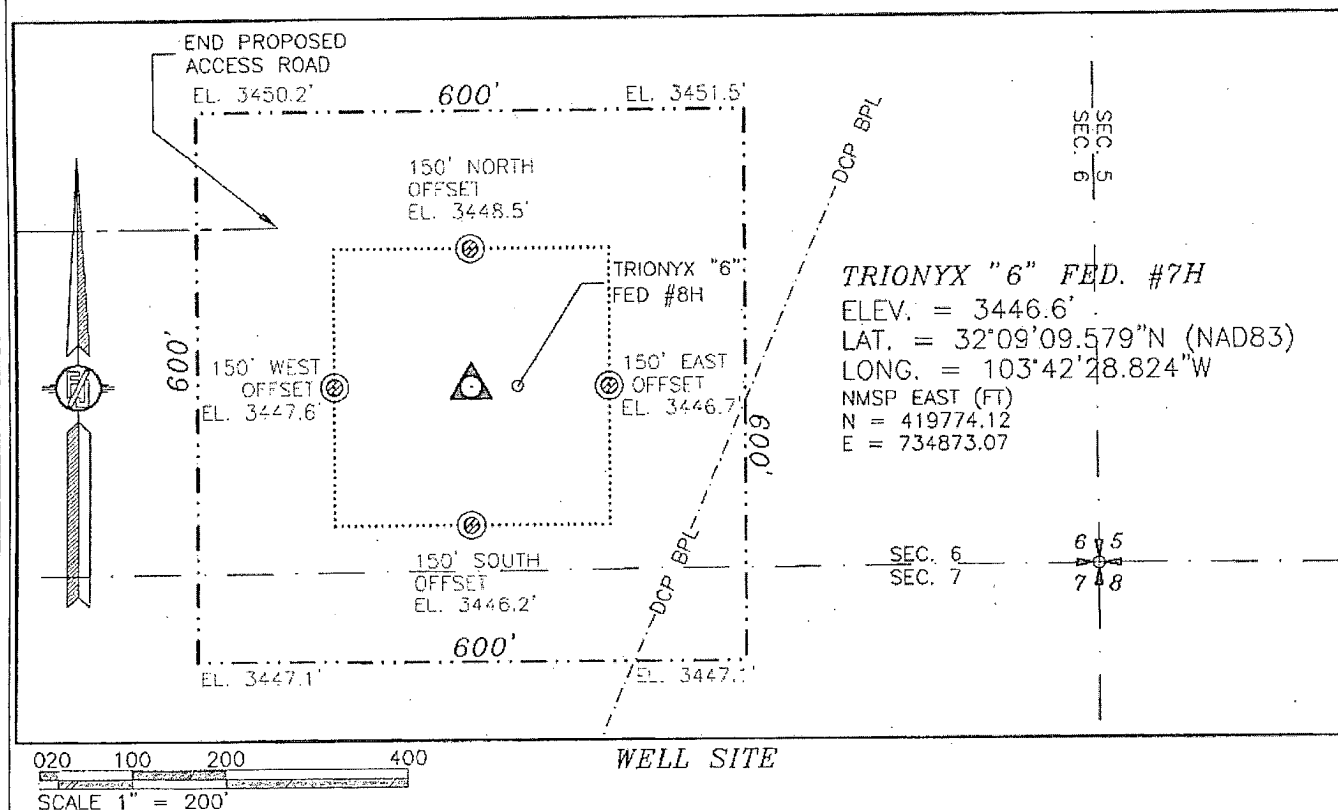 END PROPOSED
ACCESS ROAD
EL. 3450.2'
600'
EL. 3451.5'
DCP BPL
SEC. 5
SEC. 6
150' NORTH
OFFSET
EL. 3448.5'
TRIONYX "6"
FED #8H
TRIONYX "6" FED. #7H
ELEV. = 3446.6'
LAT. = 32°09'09.579"N (NAD83)
LONG. = 103°42'28.824"W
NMSP EAST (FT)
N = 419774.12
E = 734873.07
600'
150' WEST
OFFSET
EL. 3447.6'
150' EAST
OFFSET
EL. 3446.7'
600'
150' SOUTH
OFFSET
EL. 3446.2'
DCP BPL
SEC. 6
SEC. 7
6 5
7 8
600'
EL. 3447.1'
EL. 3447.1'
020 100 200 400
SCALE 1" = 200'
WELL SITE